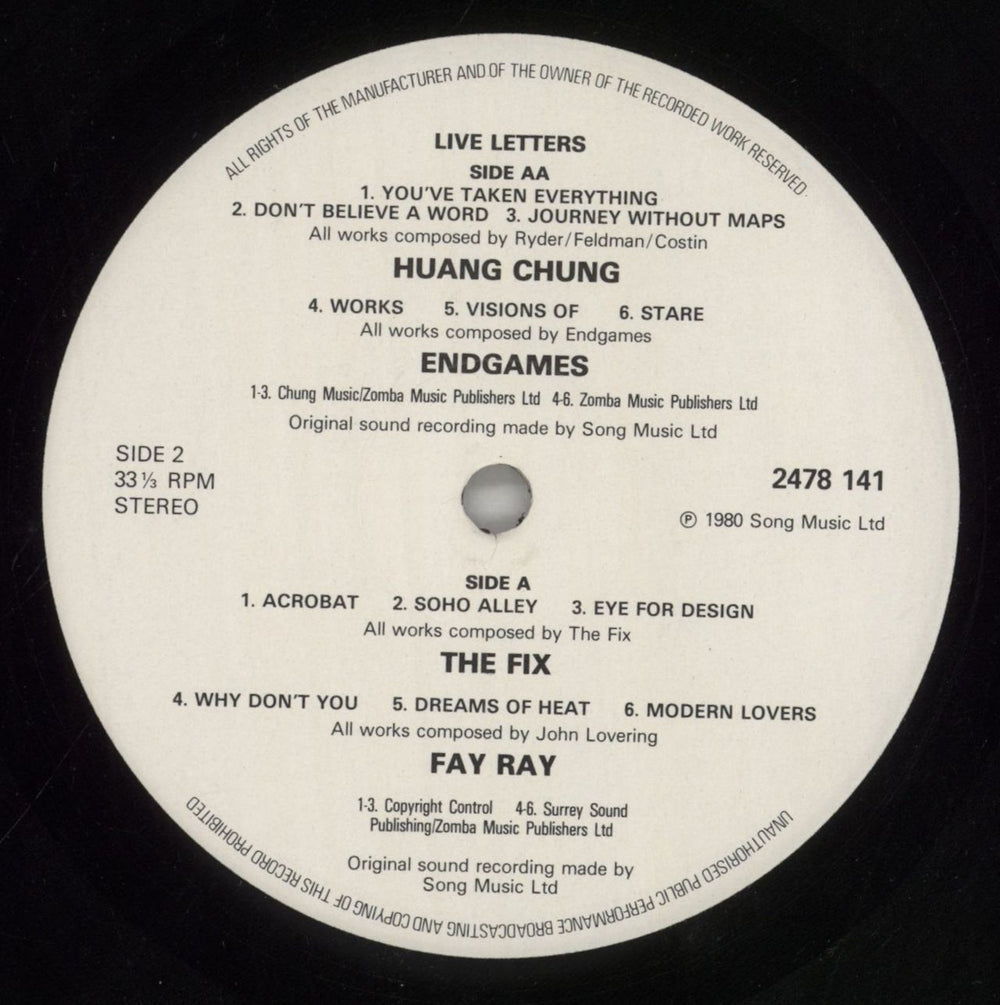 ALL RIGHTS OF THE MANUFACTURER AND OF THE OWNER OF THE RECORDED WORK RESERVED
LIVE LETTERS
SIDE AA
1. YOU'VE TAKEN EVERYTHING
2. DON'T BELIEVE A WORD 3. JOURNEY WITHOUT MAPS
All works composed by Ryder/Feldman/Costin
HUANG CHUNG
4. WORKS 5. VISIONS OF 6. STARE
All works composed by Endgames
ENDGAMES
1-3. Chung Music/Zomba Music Publishers Ltd 4-6. Zomba Music Publishers Ltd
Original sound recording made by Song Music Ltd
SIDE 2
33⅓ RPM
STEREO
2478 141
℗ 1980 Song Music Ltd
SIDE A
1. ACROBAT 2. SOHO ALLEY 3. EYE FOR DESIGN
All works composed by The Fix
THE FIX
4. WHY DON'T YOU 5. DREAMS OF HEAT 6. MODERN LOVERS
All works composed by John Lovering
FAY RAY
1-3. Copyright Control 4-6. Surrey Sound
Publishing/Zomba Music Publishers Ltd
Original sound recording made by
Song Music Ltd
UNAUTHORISED PUBLIC PERFORMANCE BROADCASTING AND COPYING OF THIS RECORD PROHIBITED